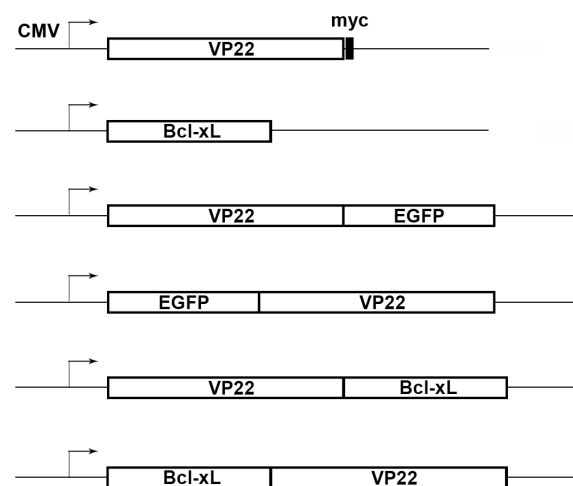 CMV myc
VP22
Bcl-xL
VP22 EGFP
EGFP VP22
VP22 Bcl-xL
Bcl-xL VP22